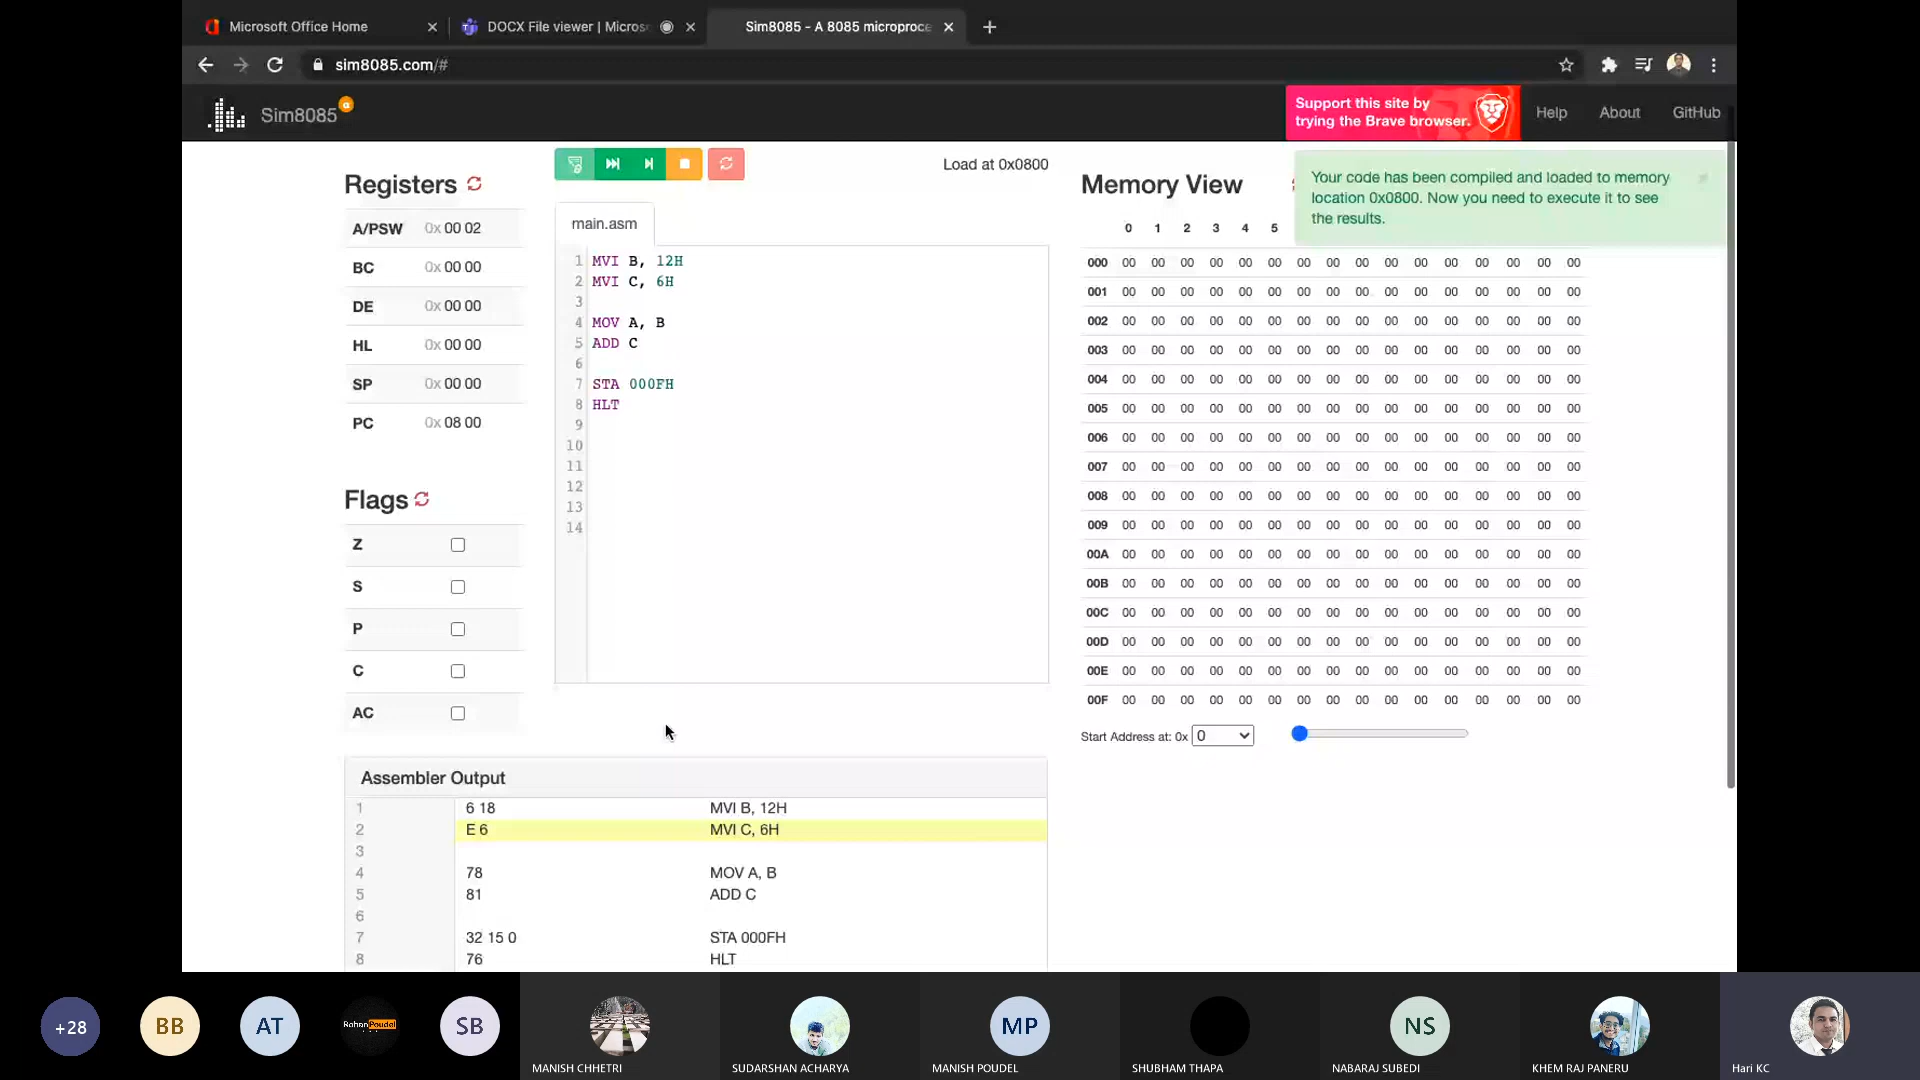 Microsoft Office Home
DOCX File viewer | Micros
Sim8085 - A 8085 microproce
sim8085.com/#
Sim8085
α
Support this site by
trying the Brave browser.
Help
About
GitHub
Load at 0x0800
Your code has been compiled and loaded to memory
location 0x0800. Now you need to execute it to see
the results.
Registers
A/PSW 0x 00 02
BC 0x 00 00
DE 0x 00 00
HL 0x 00 00
SP 0x 00 00
PC 0x 08 00
Flags
Z
S
P
C
AC
main.asm
1 MVI B, 12H
2 MVI C, 6H
3
4 MOV A, B
5 ADD C
6
7 STA 000FH
8 HLT
9
10
11
12
13
14
Memory View
0 1 2 3 4 5
000 00 00 00 00 00 00 00 00 00 00 00 00 00 00 00 00
001 00 00 00 00 00 00 00 00 00 00 00 00 00 00 00 00
002 00 00 00 00 00 00 00 00 00 00 00 00 00 00 00 00
003 00 00 00 00 00 00 00 00 00 00 00 00 00 00 00 00
004 00 00 00 00 00 00 00 00 00 00 00 00 00 00 00 00
005 00 00 00 00 00 00 00 00 00 00 00 00 00 00 00 00
006 00 00 00 00 00 00 00 00 00 00 00 00 00 00 00 00
007 00 00 00 00 00 00 00 00 00 00 00 00 00 00 00 00
008 00 00 00 00 00 00 00 00 00 00 00 00 00 00 00 00
009 00 00 00 00 00 00 00 00 00 00 00 00 00 00 00 00
00A 00 00 00 00 00 00 00 00 00 00 00 00 00 00 00 00
00B 00 00 00 00 00 00 00 00 00 00 00 00 00 00 00 00
00C 00 00 00 00 00 00 00 00 00 00 00 00 00 00 00 00
00D 00 00 00 00 00 00 00 00 00 00 00 00 00 00 00 00
00E 00 00 00 00 00 00 00 00 00 00 00 00 00 00 00 00
00F 00 00 00 00 00 00 00 00 00 00 00 00 00 00 00 00
Start Address at: 0x 0
Assembler Output
1 6 18 MVI B, 12H
2 E 6 MVI C, 6H
3
4 78 MOV A, B
5 81 ADD C
6
7 32 15 0 STA 000FH
8 76 HLT
+28
BB
AT
Rohan Poudel
SB
MANISH CHHETRI
SUDARSHAN ACHARYA
MP
MANISH POUDEL
SHUBHAM THAPA
NS
NABARAJ SUBEDI
KHEM RAJ PANERU
Hari KC